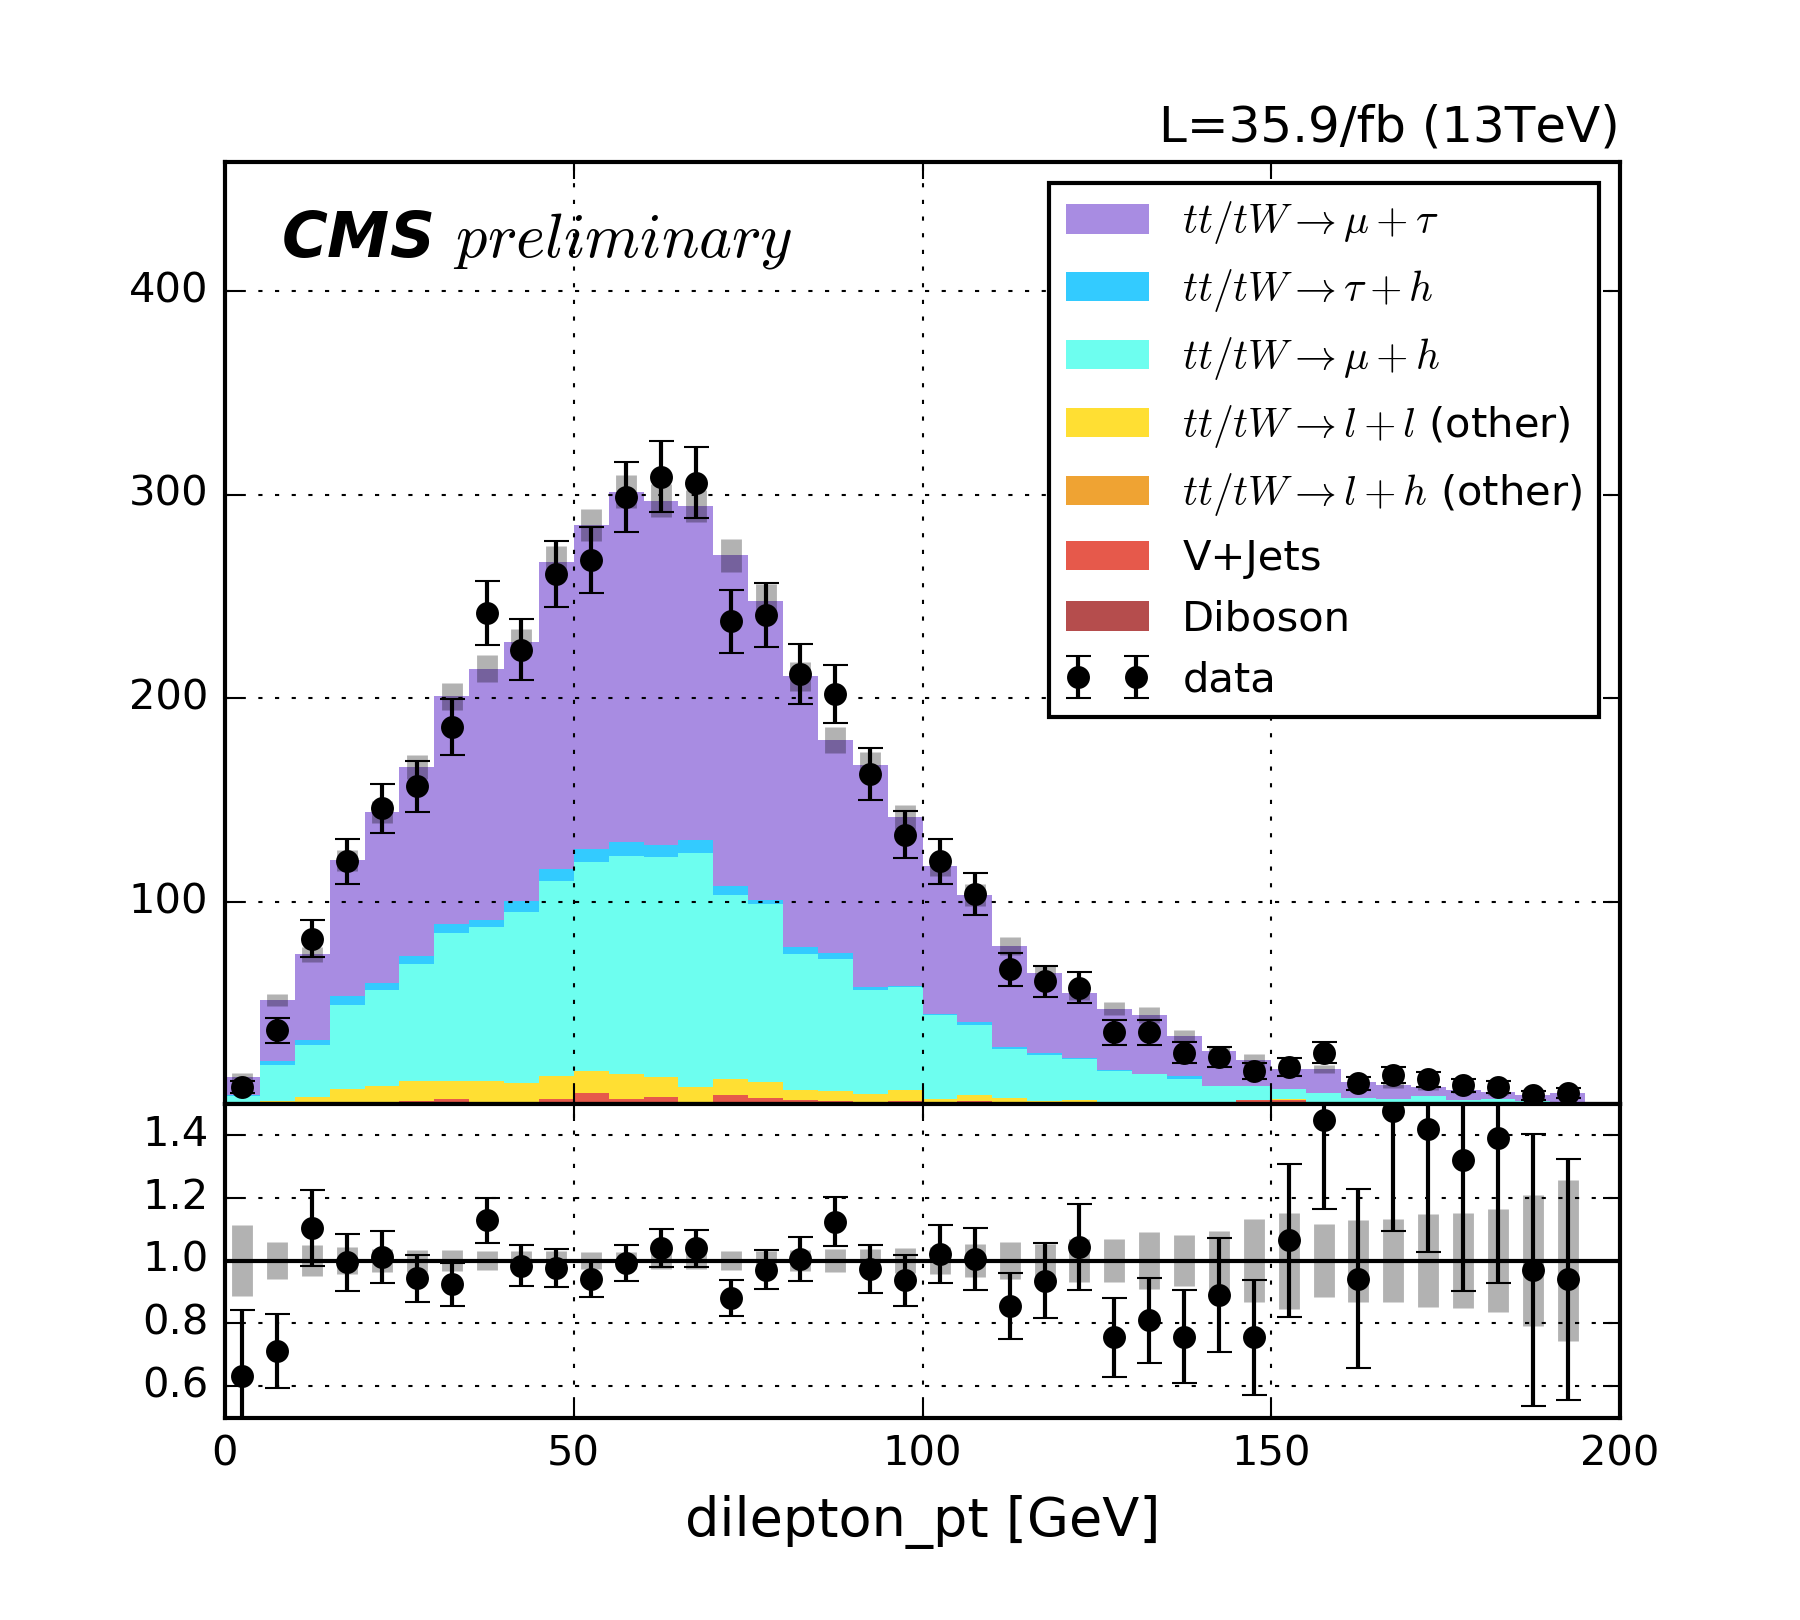 L=35.9/fb (13TeV)
CMS preliminary
tt/tW → μ + τ
tt/tW → τ + h
tt/tW → μ + h
tt/tW → l + l (other)
tt/tW → l + h (other)
V+Jets
Diboson
data
400
300
200
100
1.4
1.2
1.0
0.8
0.6
0 50 100 150 200
dilepton_pt [GeV]